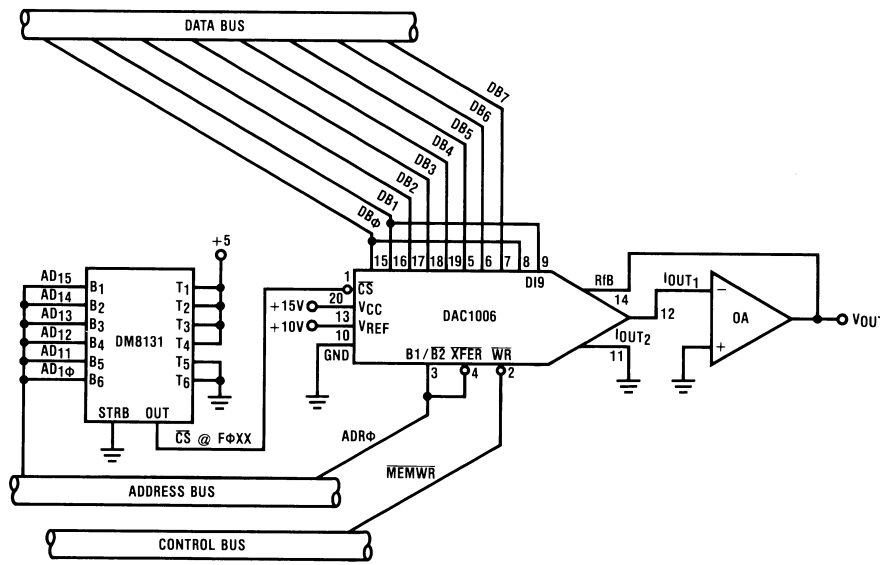 DATA BUS
DB7
DB6
DB5
DB4
DB3
DB2
DB1
DBΦ
+5
15 16 17 18 19 5 6 7 8 9
DI9
RfB
14
1
CS
20
+15V
VCC
13
+10V
VREF
10
GND
DAC1006
IOUT1
12
IOUT2
11
OA
VOUT
AD15 B1 T1
AD14 B2 T2
AD13 B3 T3
DM8131
AD12 B4 T4
AD11 B5 T5
AD1Φ B6 T6
STRB OUT
B1/B2 XFER WR
3 4 2
CS @ FΦXX
ADRΦ
MEMWR
ADDRESS BUS
CONTROL BUS